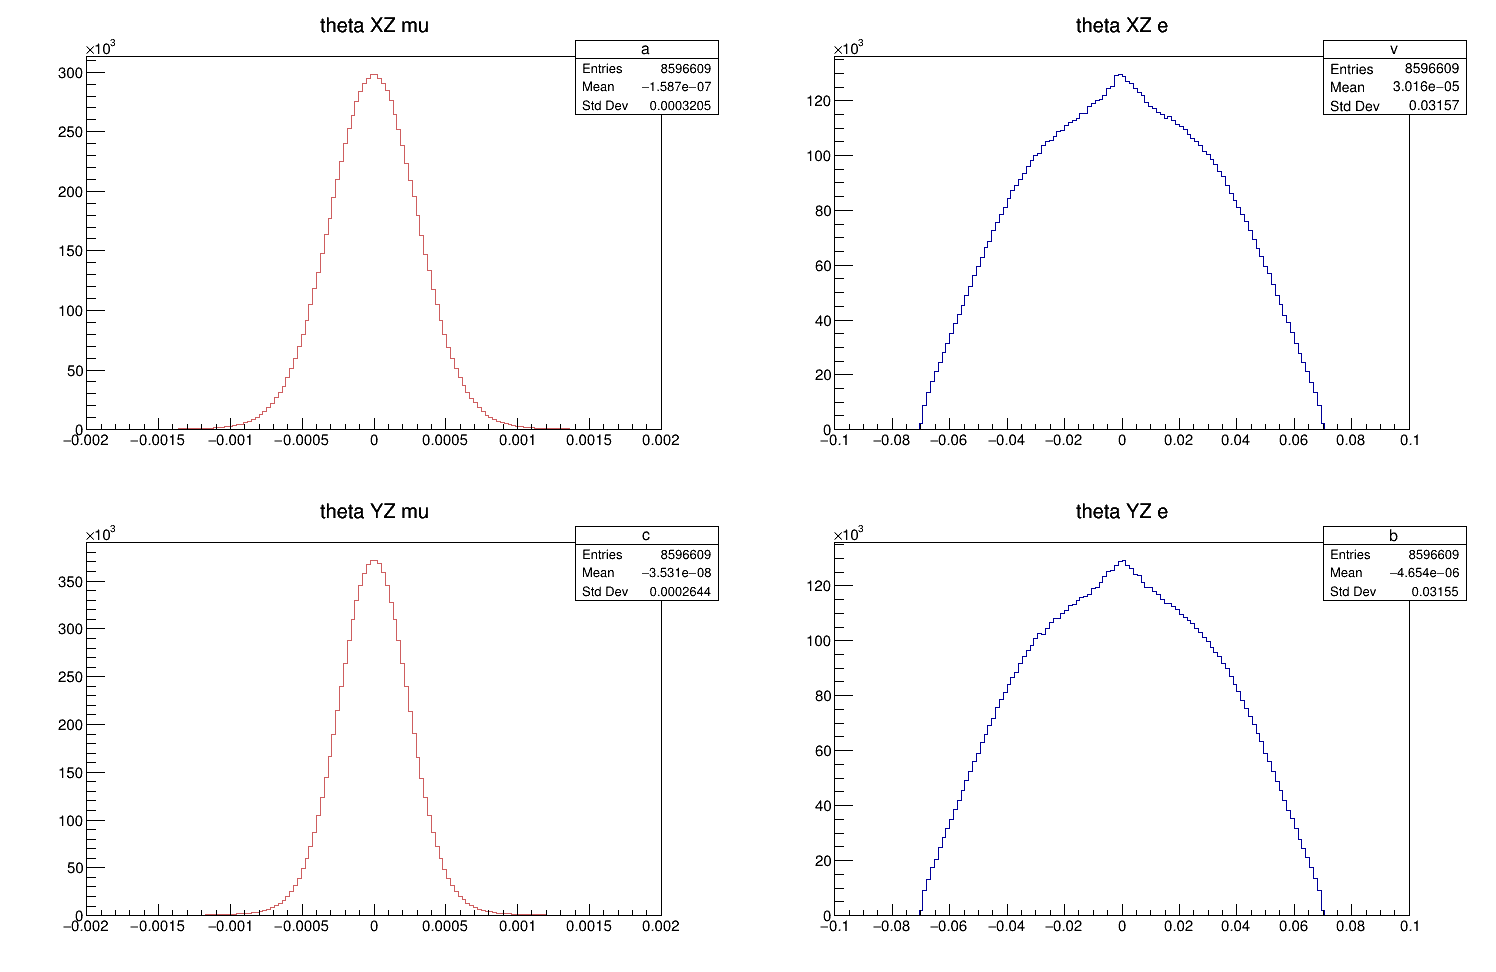 theta XZ mu
×10³
a
Entries 8596609
Mean −1.587e−07
Std Dev 0.0003205
300
250
200
150
100
50
0
−0.002 −0.0015 −0.001 −0.0005 0 0.0005 0.001 0.0015 0.002
theta XZ e
×10³
v
Entries 8596609
Mean 3.016e−05
Std Dev 0.03157
120
100
80
60
40
20
0
−0.1 −0.08 −0.06 −0.04 −0.02 0 0.02 0.04 0.06 0.08 0.1
theta YZ mu
×10³
c
Entries 8596609
Mean −3.531e−08
Std Dev 0.0002644
350
300
250
200
150
100
50
0
−0.002 −0.0015 −0.001 −0.0005 0 0.0005 0.001 0.0015 0.002
theta YZ e
×10³
b
Entries 8596609
Mean −4.654e−06
Std Dev 0.03155
120
100
80
60
40
20
0
−0.1 −0.08 −0.06 −0.04 −0.02 0 0.02 0.04 0.06 0.08 0.1